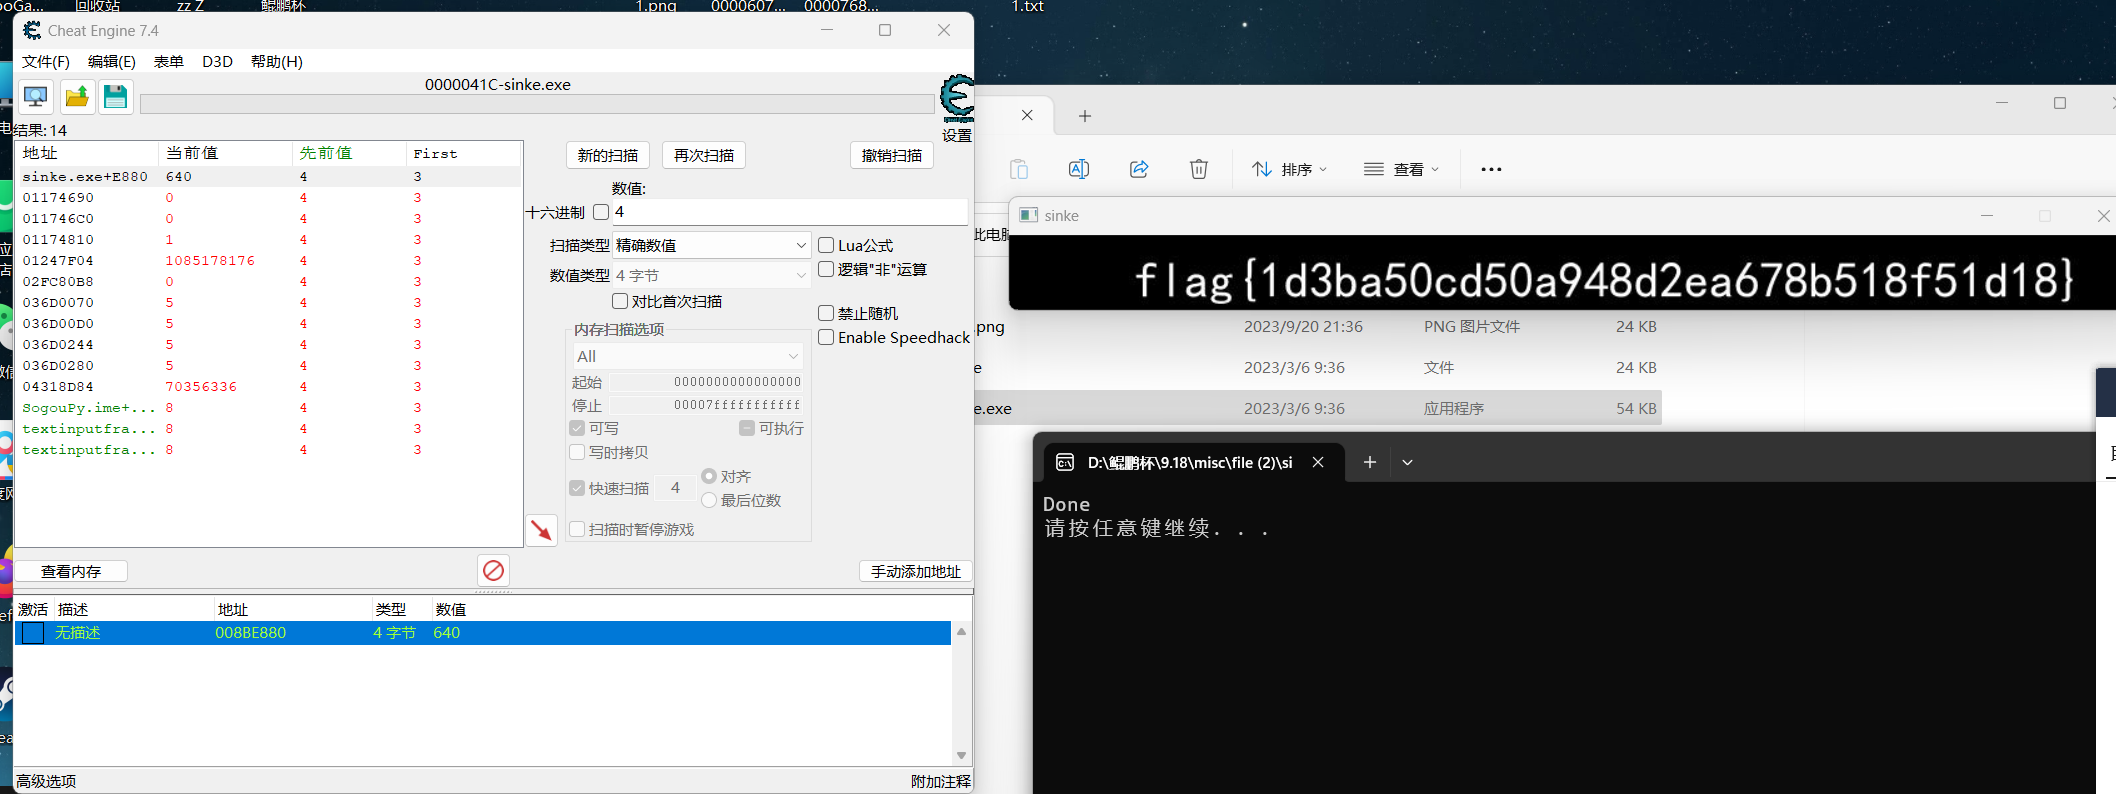 回收站
zz Z
鲲鹏杯
1.png
0000607...
0000768...
1.txt
Cheat Engine 7.4
文件(F) 编辑(E) 表单 D3D 帮助(H)
0000041C-sinke.exe
设置
结果: 14
地址 当前值 先前值 First
sinke.exe+E880 640 4 3
01174690 0 4 3
011746C0 0 4 3
01174810 1 4 3
01247F04 1085178176 4 3
02FC80B8 0 4 3
036D0070 5 4 3
036D00D0 5 4 3
036D0244 5 4 3
036D0280 5 4 3
04318D84 70356336 4 3
SogouPy.ime+... 8 4 3
textinputfra... 8 4 3
textinputfra... 8 4 3
新的扫描 再次扫描 撤销扫描
数值:
十六进制 4
扫描类型 精确数值
数值类型 4 字节
对比首次扫描
Lua公式
逻辑"非"运算
禁止随机
Enable Speedhack
内存扫描选项
All
起始 0000000000000000
停止 00007fffffffffff
可写 可执行
写时拷贝
快速扫描 4 对齐
最后位数
扫描时暂停游戏
查看内存
手动添加地址
激活 描述 地址 类型 数值
无描述 008BE880 4 字节 640
高级选项 附加注释
排序 查看
此电脑
sinke
flag{1d3ba50cd50a948d2ea678b518f51d18}
.png 2023/9/20 21:36 PNG 图片文件 24 KB
e 2023/3/6 9:36 文件 24 KB
e.exe 2023/3/6 9:36 应用程序 54 KB
D:\鲲鹏杯\9.18\misc\file (2)\si
Done
请按任意键继续. . .